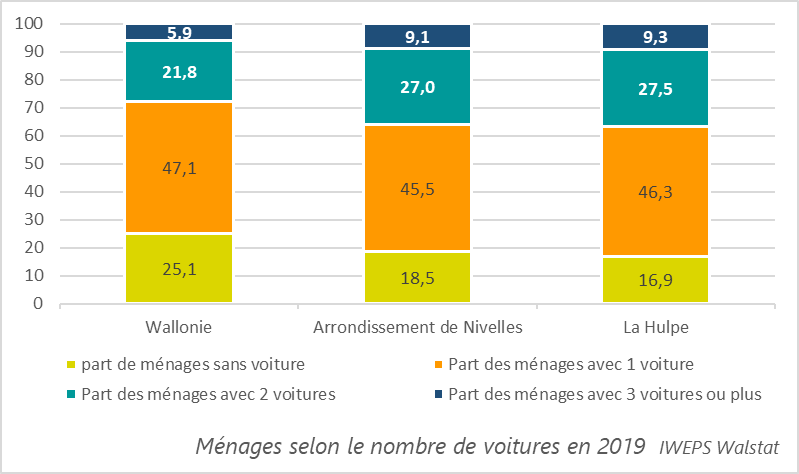 100
90
80
70
60
50
40
30
20
10
0
5,9 9,1 9,3
21,8 27,0 27,5
47,1 45,5 46,3
25,1 18,5 16,9
Wallonie Arrondissement de Nivelles La Hulpe
part de ménages sans voiture Part des ménages avec 1 voiture
Part des ménages avec 2 voitures Part des ménages avec 3 voitures ou plus
Ménages selon le nombre de voitures en 2019 IWEPS Walstat